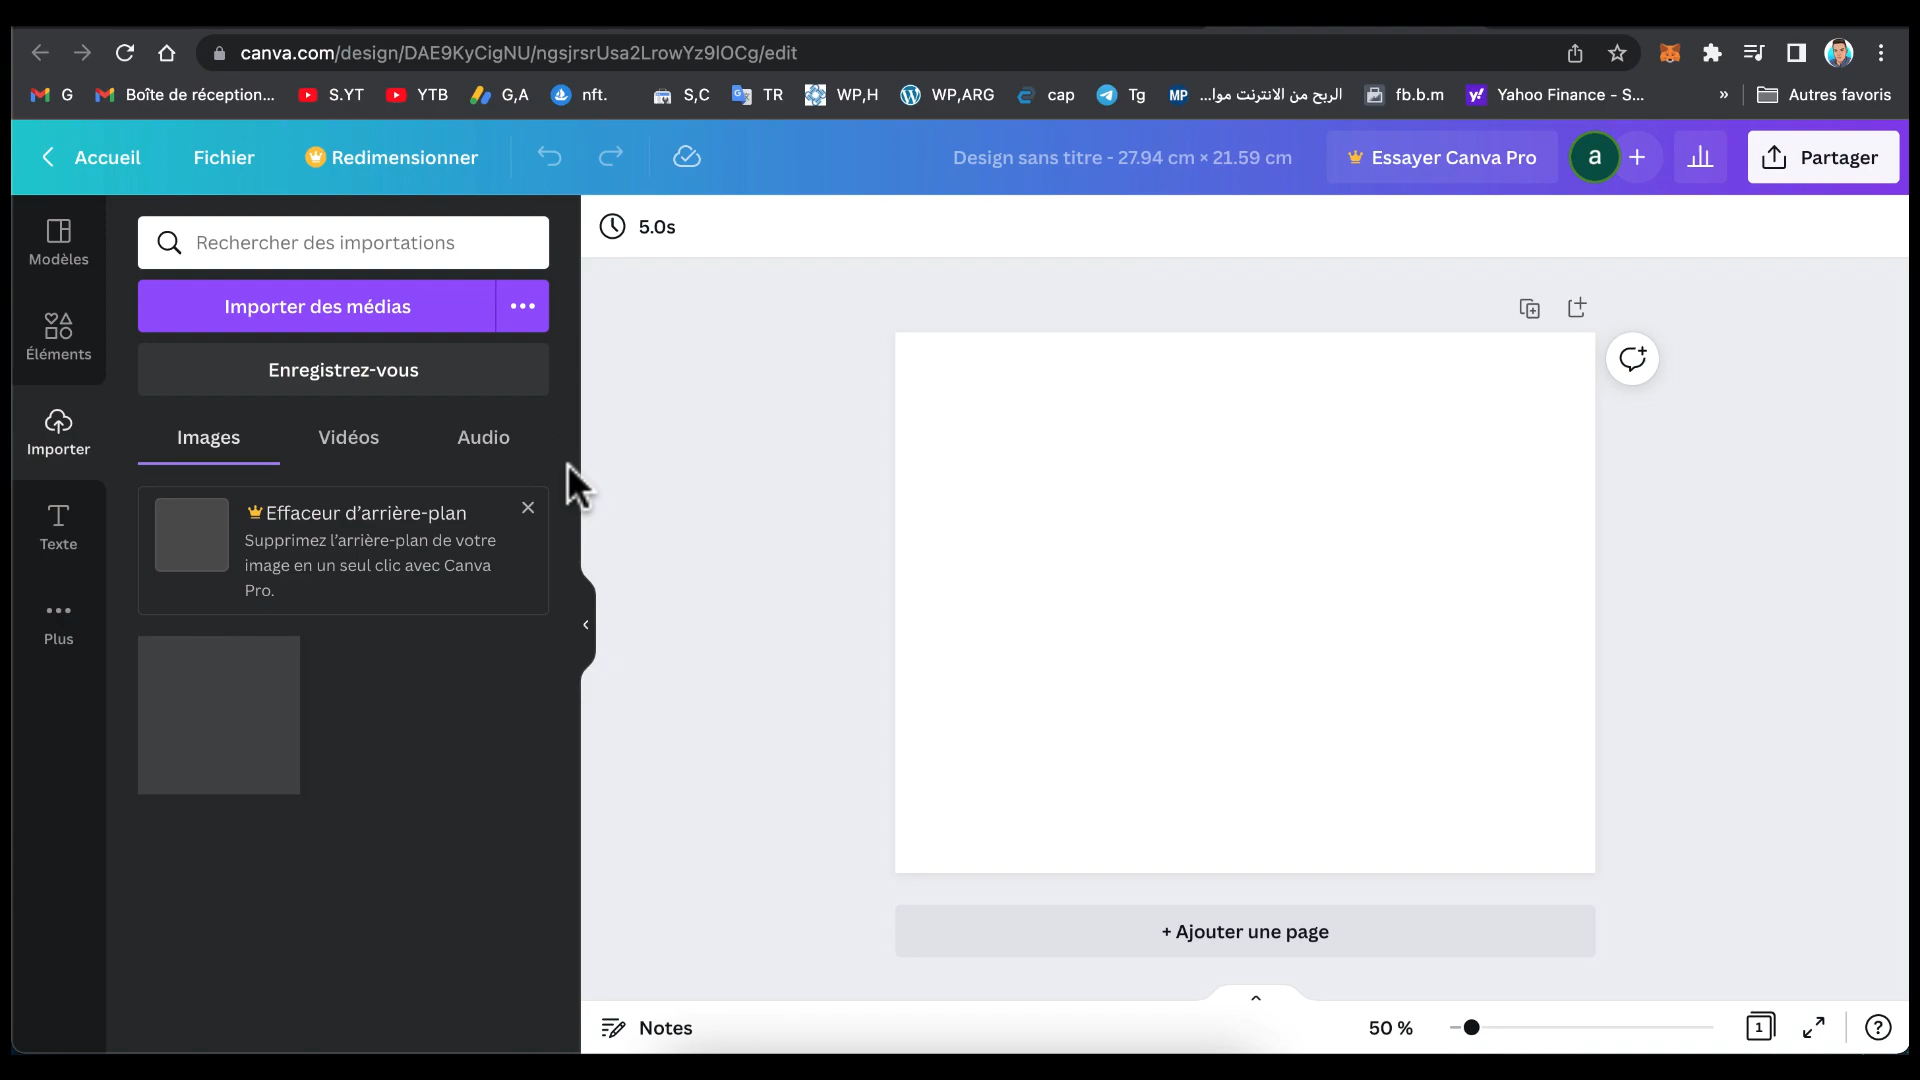 canva.com/design/DAE9KyCigNU/ngsjrsrUsa2LrowYz9lOCg/edit
G Boîte de réception... S.YT YTB G,A nft. S,C TR WP,H WP,ARG cap Tg MP الربح من الانترنت موا... fb.b.m Yahoo Finance - S... » Autres favoris
Accueil Fichier Redimensionner Design sans titre - 27.94 cm × 21.59 cm Essayer Canva Pro a + Partager
Modèles
Éléments
Importer
Texte
Plus
Rechercher des importations
Importer des médias
Enregistrez-vous
Images Vidéos Audio
Effaceur d’arrière-plan
Supprimez l’arrière-plan de votre
image en un seul clic avec Canva
Pro.
5.0s
+ Ajouter une page
Notes 50 % 1 ?